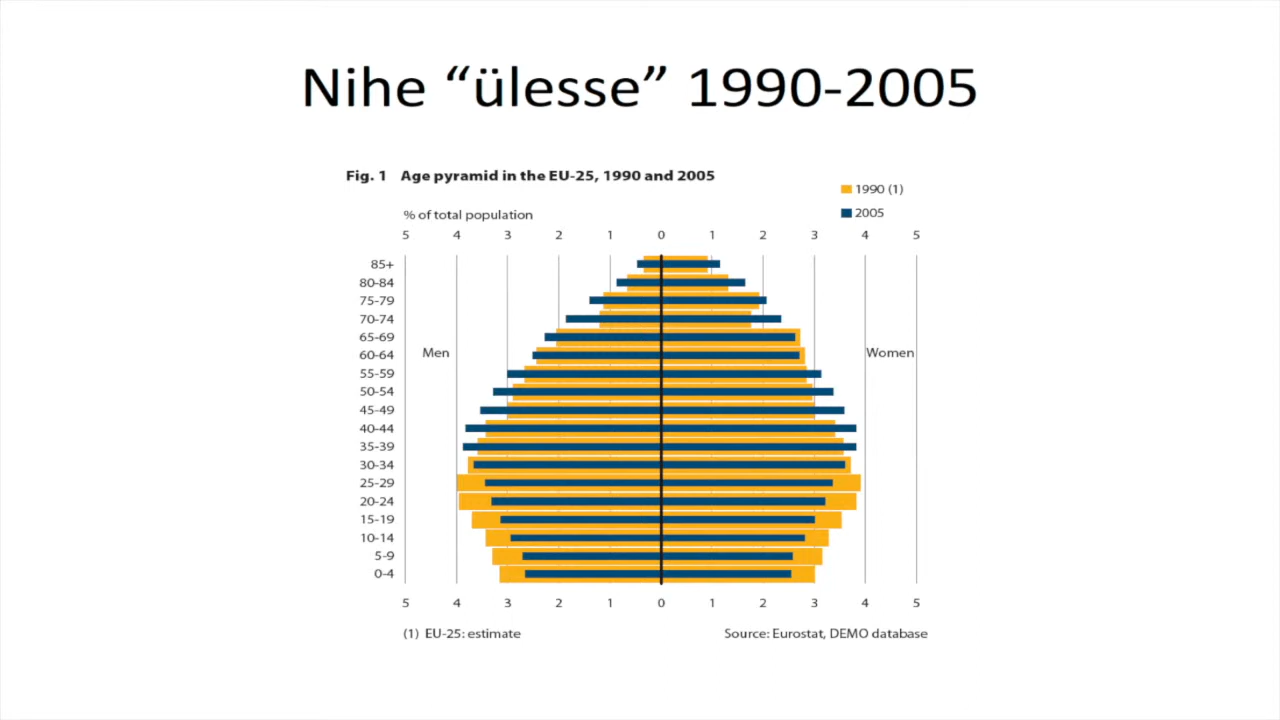 Nihe “ülesse” 1990-2005
Fig. 1 Age pyramid in the EU-25, 1990 and 2005
1990 (1)
2005
% of total population
5 4 3 2 1 0 1 2 3 4 5
85+
80-84
75-79
70-74
65-69
60-64
Men
Women
55-59
50-54
45-49
40-44
35-39
30-34
25-29
20-24
15-19
10-14
5-9
0-4
5 4 3 2 1 0 1 2 3 4 5
(1) EU-25: estimate
Source: Eurostat, DEMO database